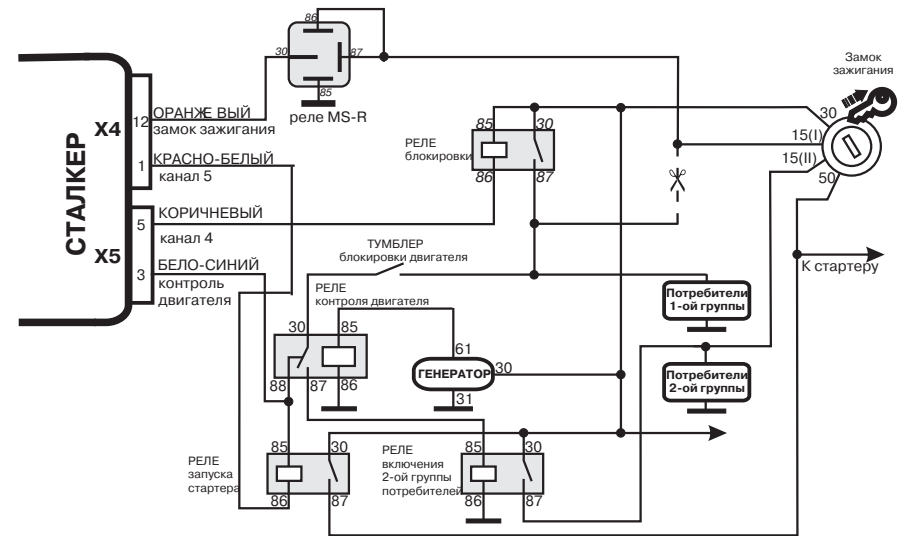 86
30
87
85
реле MS-R
Замок
зажигания
СТАЛКЕР
X4
12
ОРАНЖЕВЫЙ
замок зажигания
1
КРАСНО-БЕЛЫЙ
канал 5
X5
5
КОРИЧНЕВЫЙ
канал 4
3
БЕЛО-СИНИЙ
контроль
двигателя
РЕЛЕ
блокировки
85
30
86
87
30
15(I)
15(II)
50
К стартеру
ТУМБЛЕР
блокировки двигателя
РЕЛЕ
контроля двигателя
30
85
88
87
86
61
ГЕНЕРАТОР
30
31
Потребители
1-ой группы
Потребители
2-ой группы
РЕЛЕ
запуска
стартера
85
30
86
87
РЕЛЕ
включения
2-ой группы
потребителей
85
30
86
87